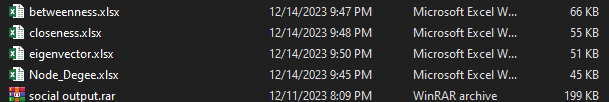 betweenness.xlsx 12/14/2023 9:47 PM Microsoft Excel W... 66 KB
closeness.xlsx 12/14/2023 9:48 PM Microsoft Excel W... 55 KB
eigenvector.xlsx 12/14/2023 9:50 PM Microsoft Excel W... 51 KB
Node_Degee.xlsx 12/14/2023 9:45 PM Microsoft Excel W... 45 KB
social output.rar 12/11/2023 8:09 PM WinRAR archive 199 KB